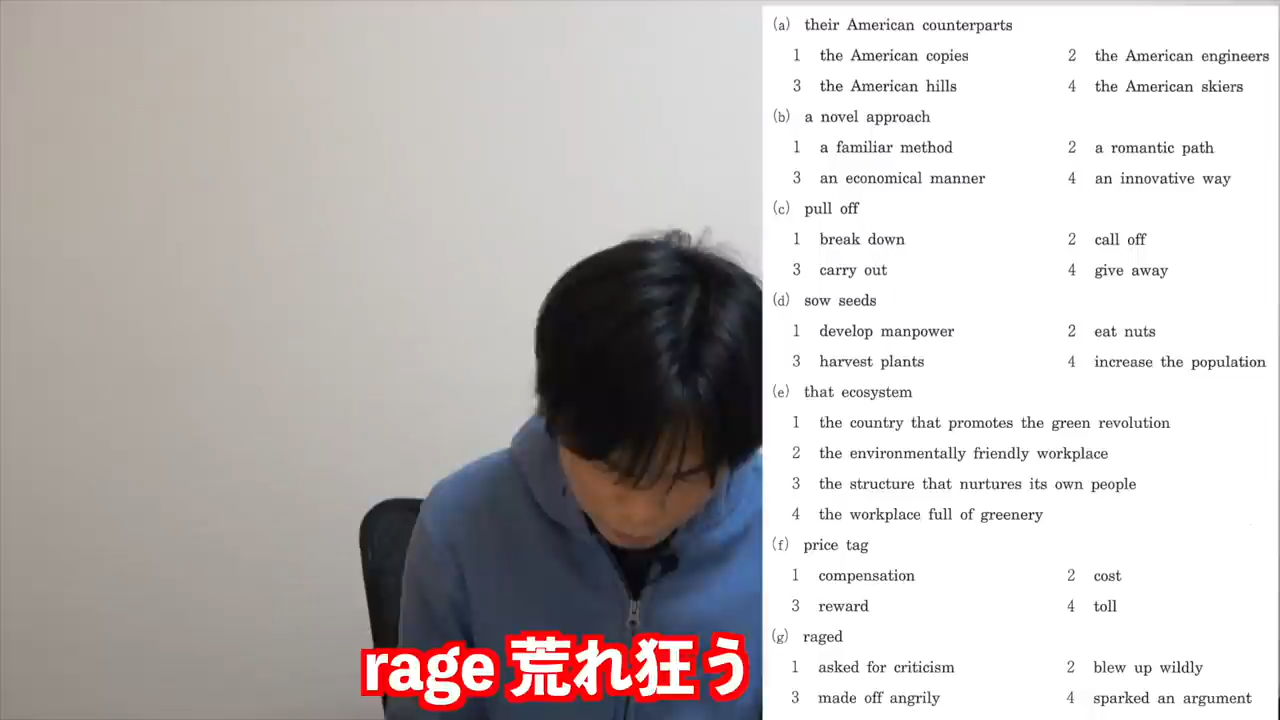 (a) their American counterparts
1 the American copies 2 the American engineers
3 the American hills 4 the American skiers
(b) a novel approach
1 a familiar method 2 a romantic path
3 an economical manner 4 an innovative way
(c) pull off
1 break down 2 call off
3 carry out 4 give away
(d) sow seeds
1 develop manpower 2 eat nuts
3 harvest plants 4 increase the population
(e) that ecosystem
1 the country that promotes the green revolution
2 the environmentally friendly workplace
3 the structure that nurtures its own people
4 the workplace full of greenery
(f) price tag
1 compensation 2 cost
3 reward 4 toll
(g) raged
1 asked for criticism 2 blew up wildly
3 made off angrily 4 sparked an argument
rage 荒れ狂う